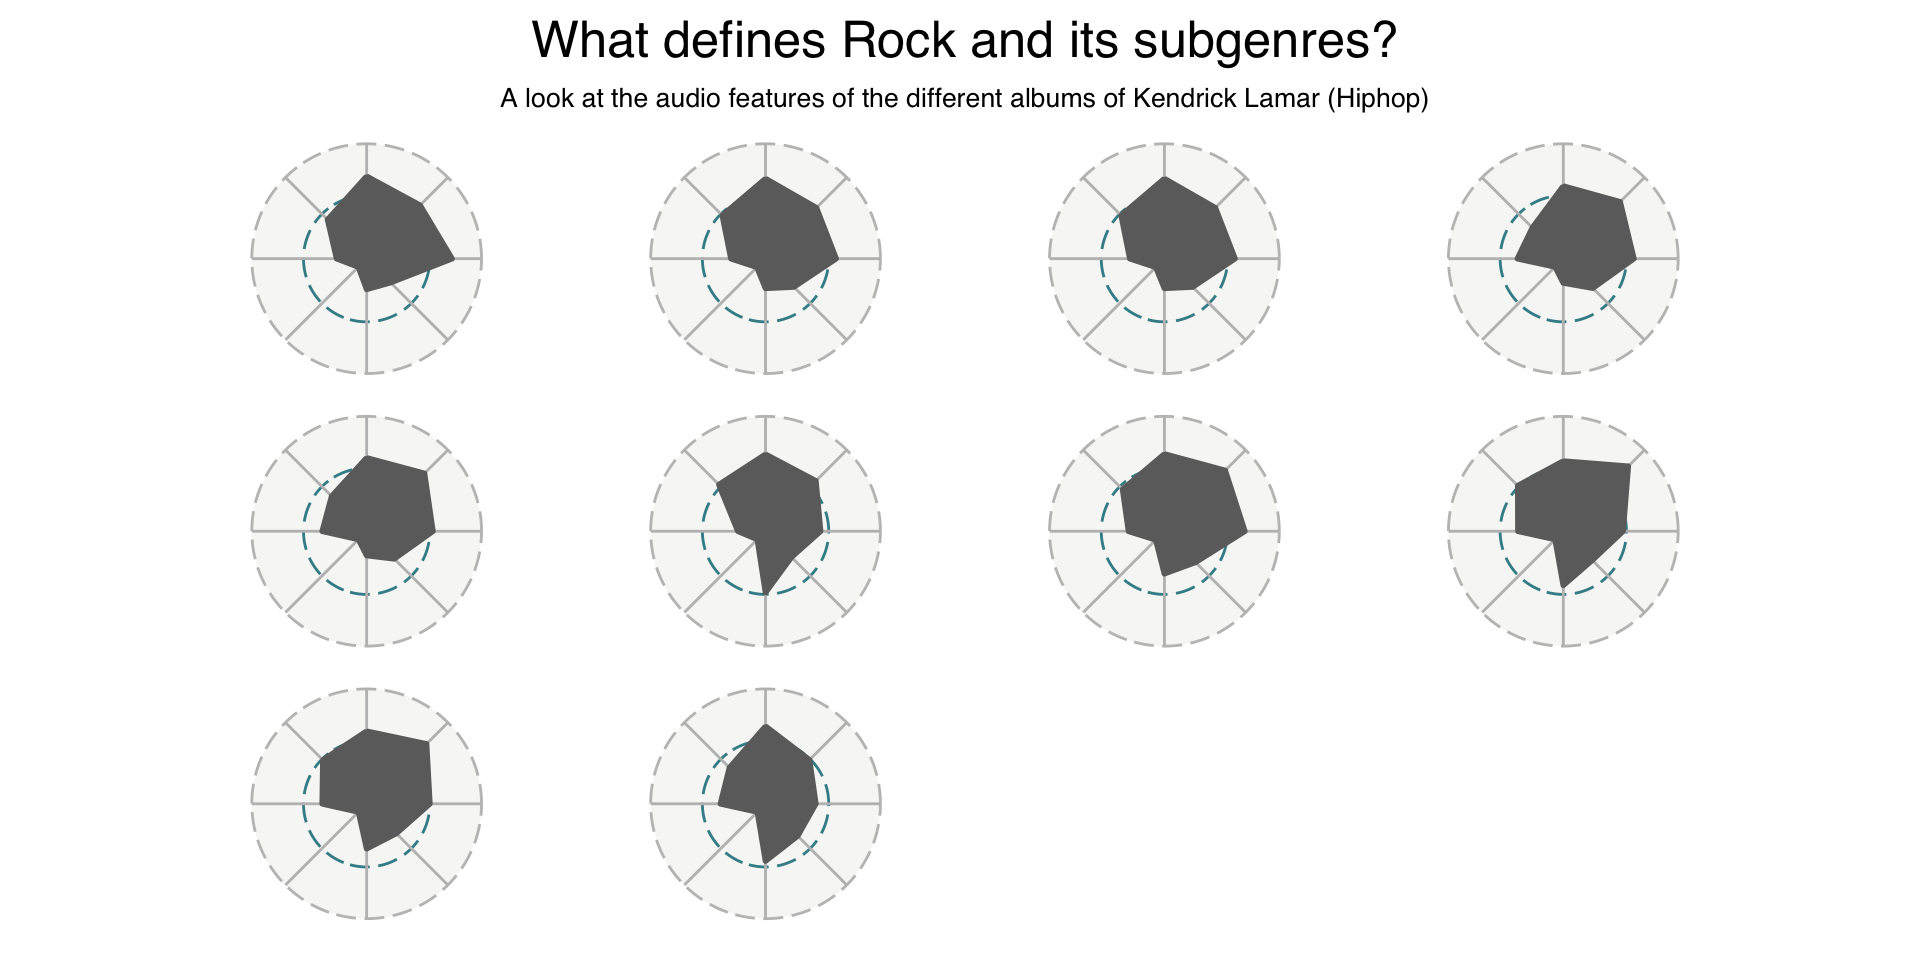 What defines Rock and its subgenres?
A look at the audio features of the different albums of Kendrick Lamar (Hiphop)